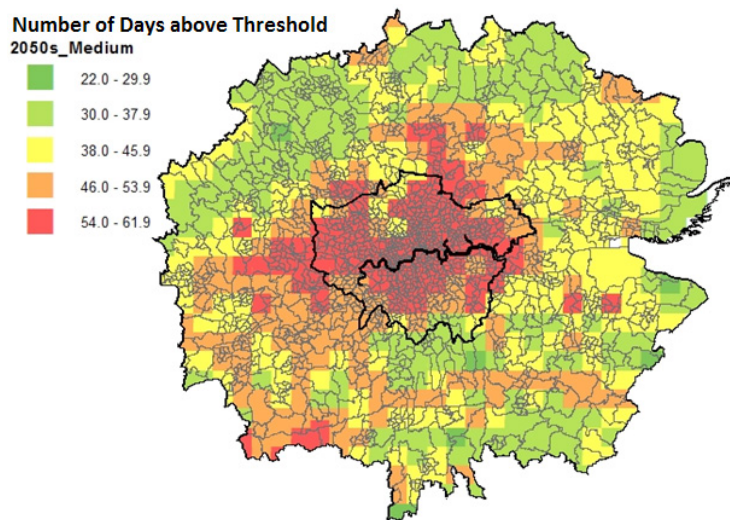 Number of Days above Threshold
2050s_Medium
22.0 - 29.9
30.0 - 37.9
38.0 - 45.9
46.0 - 53.9
54.0 - 61.9